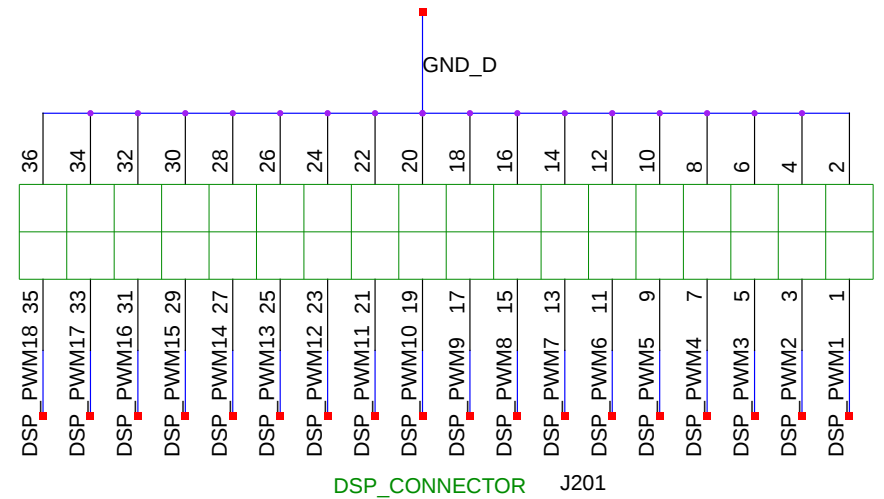 GND_D
36
34
32
30
28
26
24
22
20
18
16
14
12
10
8
6
4
2
35
33
31
29
27
25
23
21
19
17
15
13
11
9
7
5
3
1
DSP_PWM18
DSP_PWM17
DSP_PWM16
DSP_PWM15
DSP_PWM14
DSP_PWM13
DSP_PWM12
DSP_PWM11
DSP_PWM10
DSP_PWM9
DSP_PWM8
DSP_PWM7
DSP_PWM6
DSP_PWM5
DSP_PWM4
DSP_PWM3
DSP_PWM2
DSP_PWM1
DSP_CONNECTOR
J201